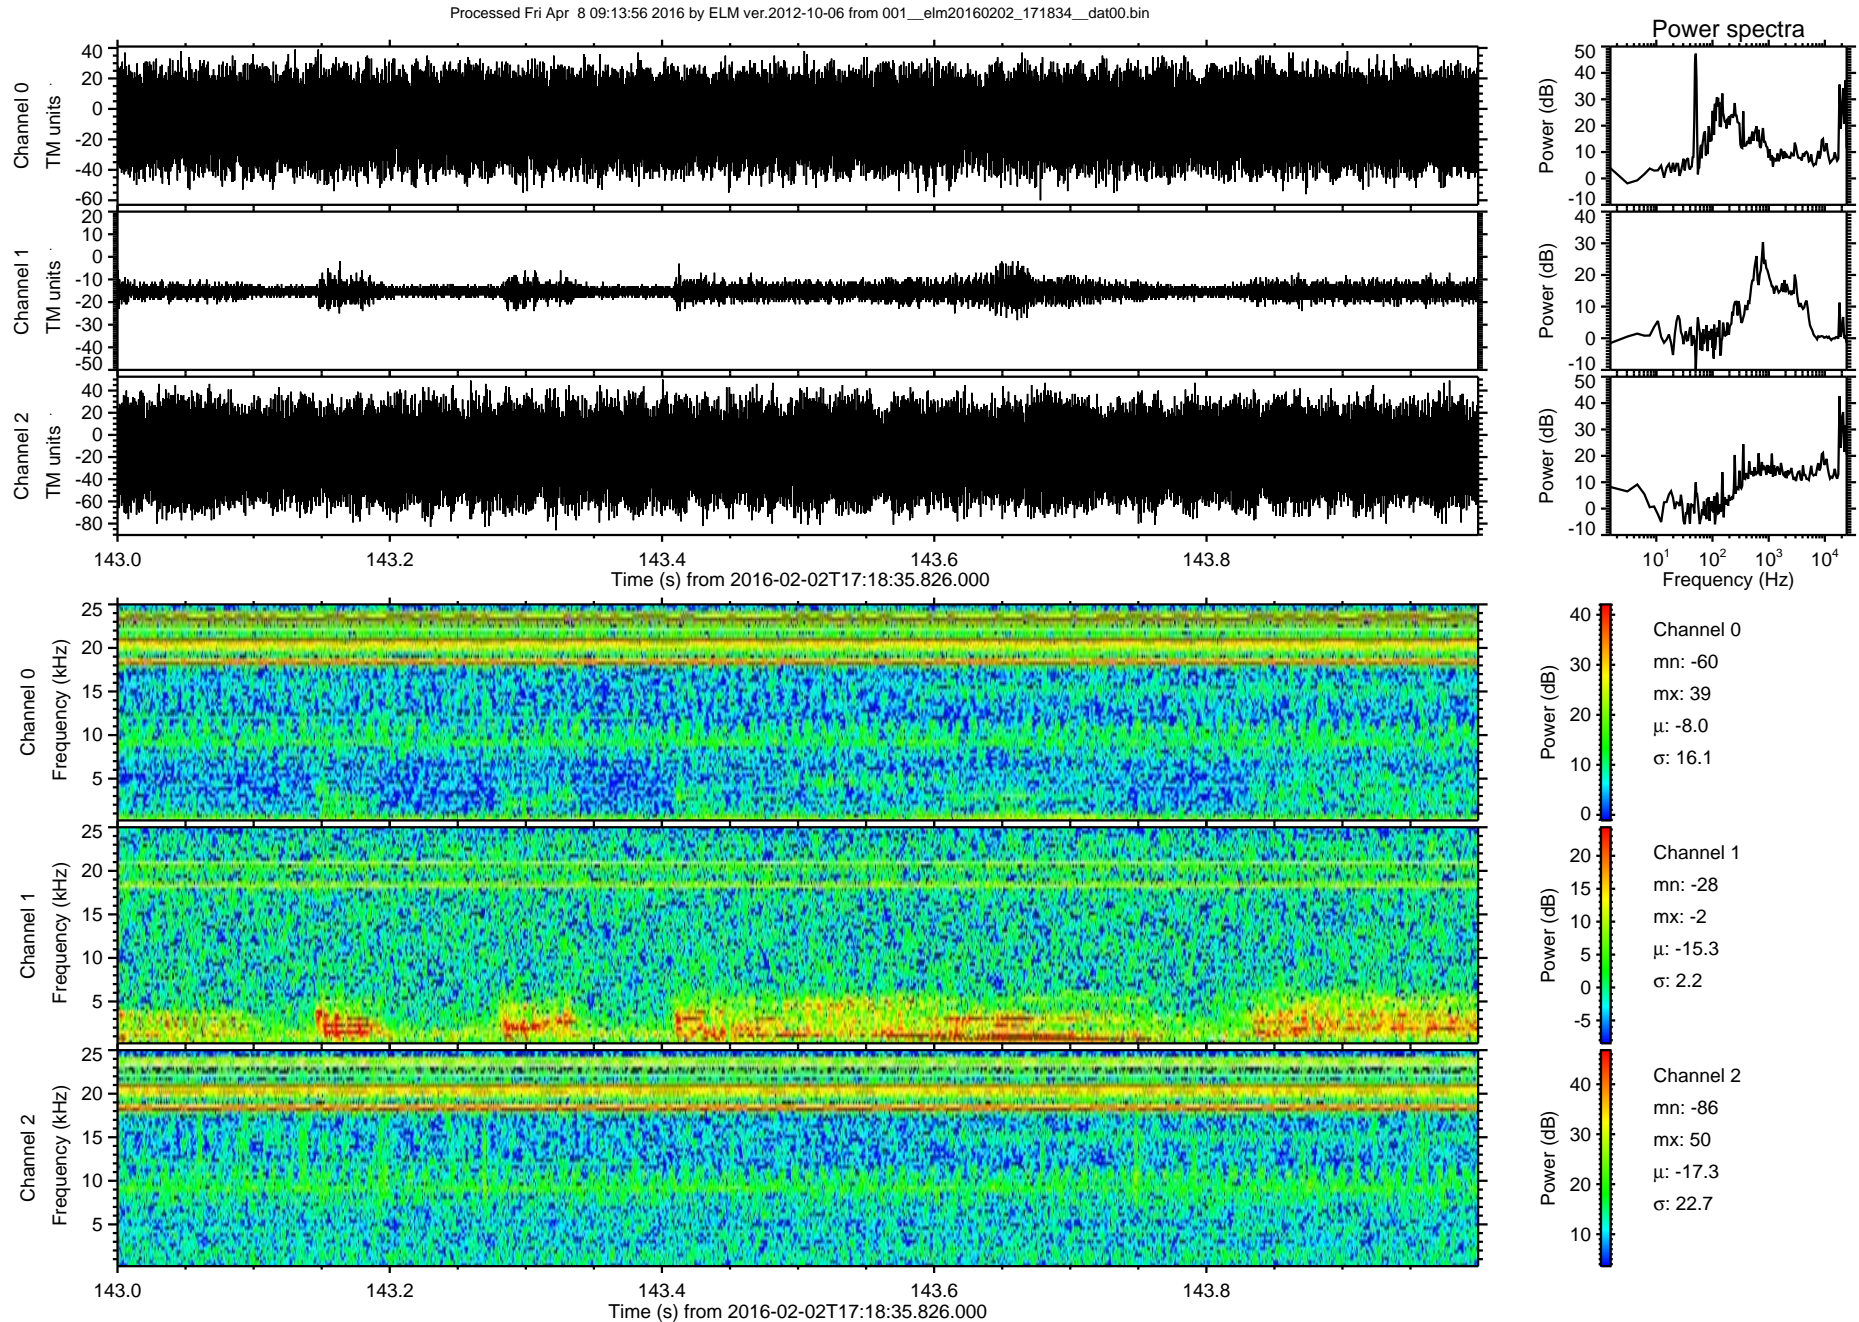 Processed Fri Apr  8 09:13:56 2016 by ELM ver.2012-10-06 from 001__elm20160202_171834__dat00.bin
Power spectra
Channel 0
TM units
40
20
0
-20
-40
-60
Power (dB)
50
40
30
20
10
0
-10
Channel 1
TM units
20
10
0
-10
-20
-30
-40
-50
Power (dB)
40
30
20
10
0
-10
Channel 2
TM units
40
20
0
-20
-40
-60
-80
Power (dB)
50
40
30
20
10
0
-10
143.0 143.2 143.4 143.6 143.8
Time (s) from 2016-02-02T17:18:35.826.000
10¹ 10² 10³ 10⁴
Frequency (Hz)
Channel 0
Frequency (kHz)
25
20
15
10
5
Power (dB)
40
30
20
10
0
Channel 0
mn: -60
mx: 39
μ: -8.0
σ: 16.1
Channel 1
Frequency (kHz)
25
20
15
10
5
Power (dB)
20
15
10
5
0
-5
Channel 1
mn: -28
mx: -2
μ: -15.3
σ: 2.2
Channel 2
Frequency (kHz)
25
20
15
10
5
Power (dB)
40
30
20
10
Channel 2
mn: -86
mx: 50
μ: -17.3
σ: 22.7
143.0 143.2 143.4 143.6 143.8
Time (s) from 2016-02-02T17:18:35.826.000